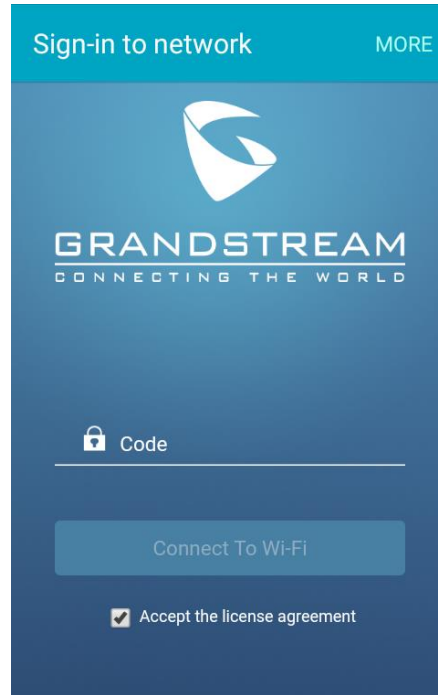 Sign-in to network
MORE
GRANDSTREAM
CONNECTING THE WORLD
Code
Connect To Wi-Fi
Accept the license agreement